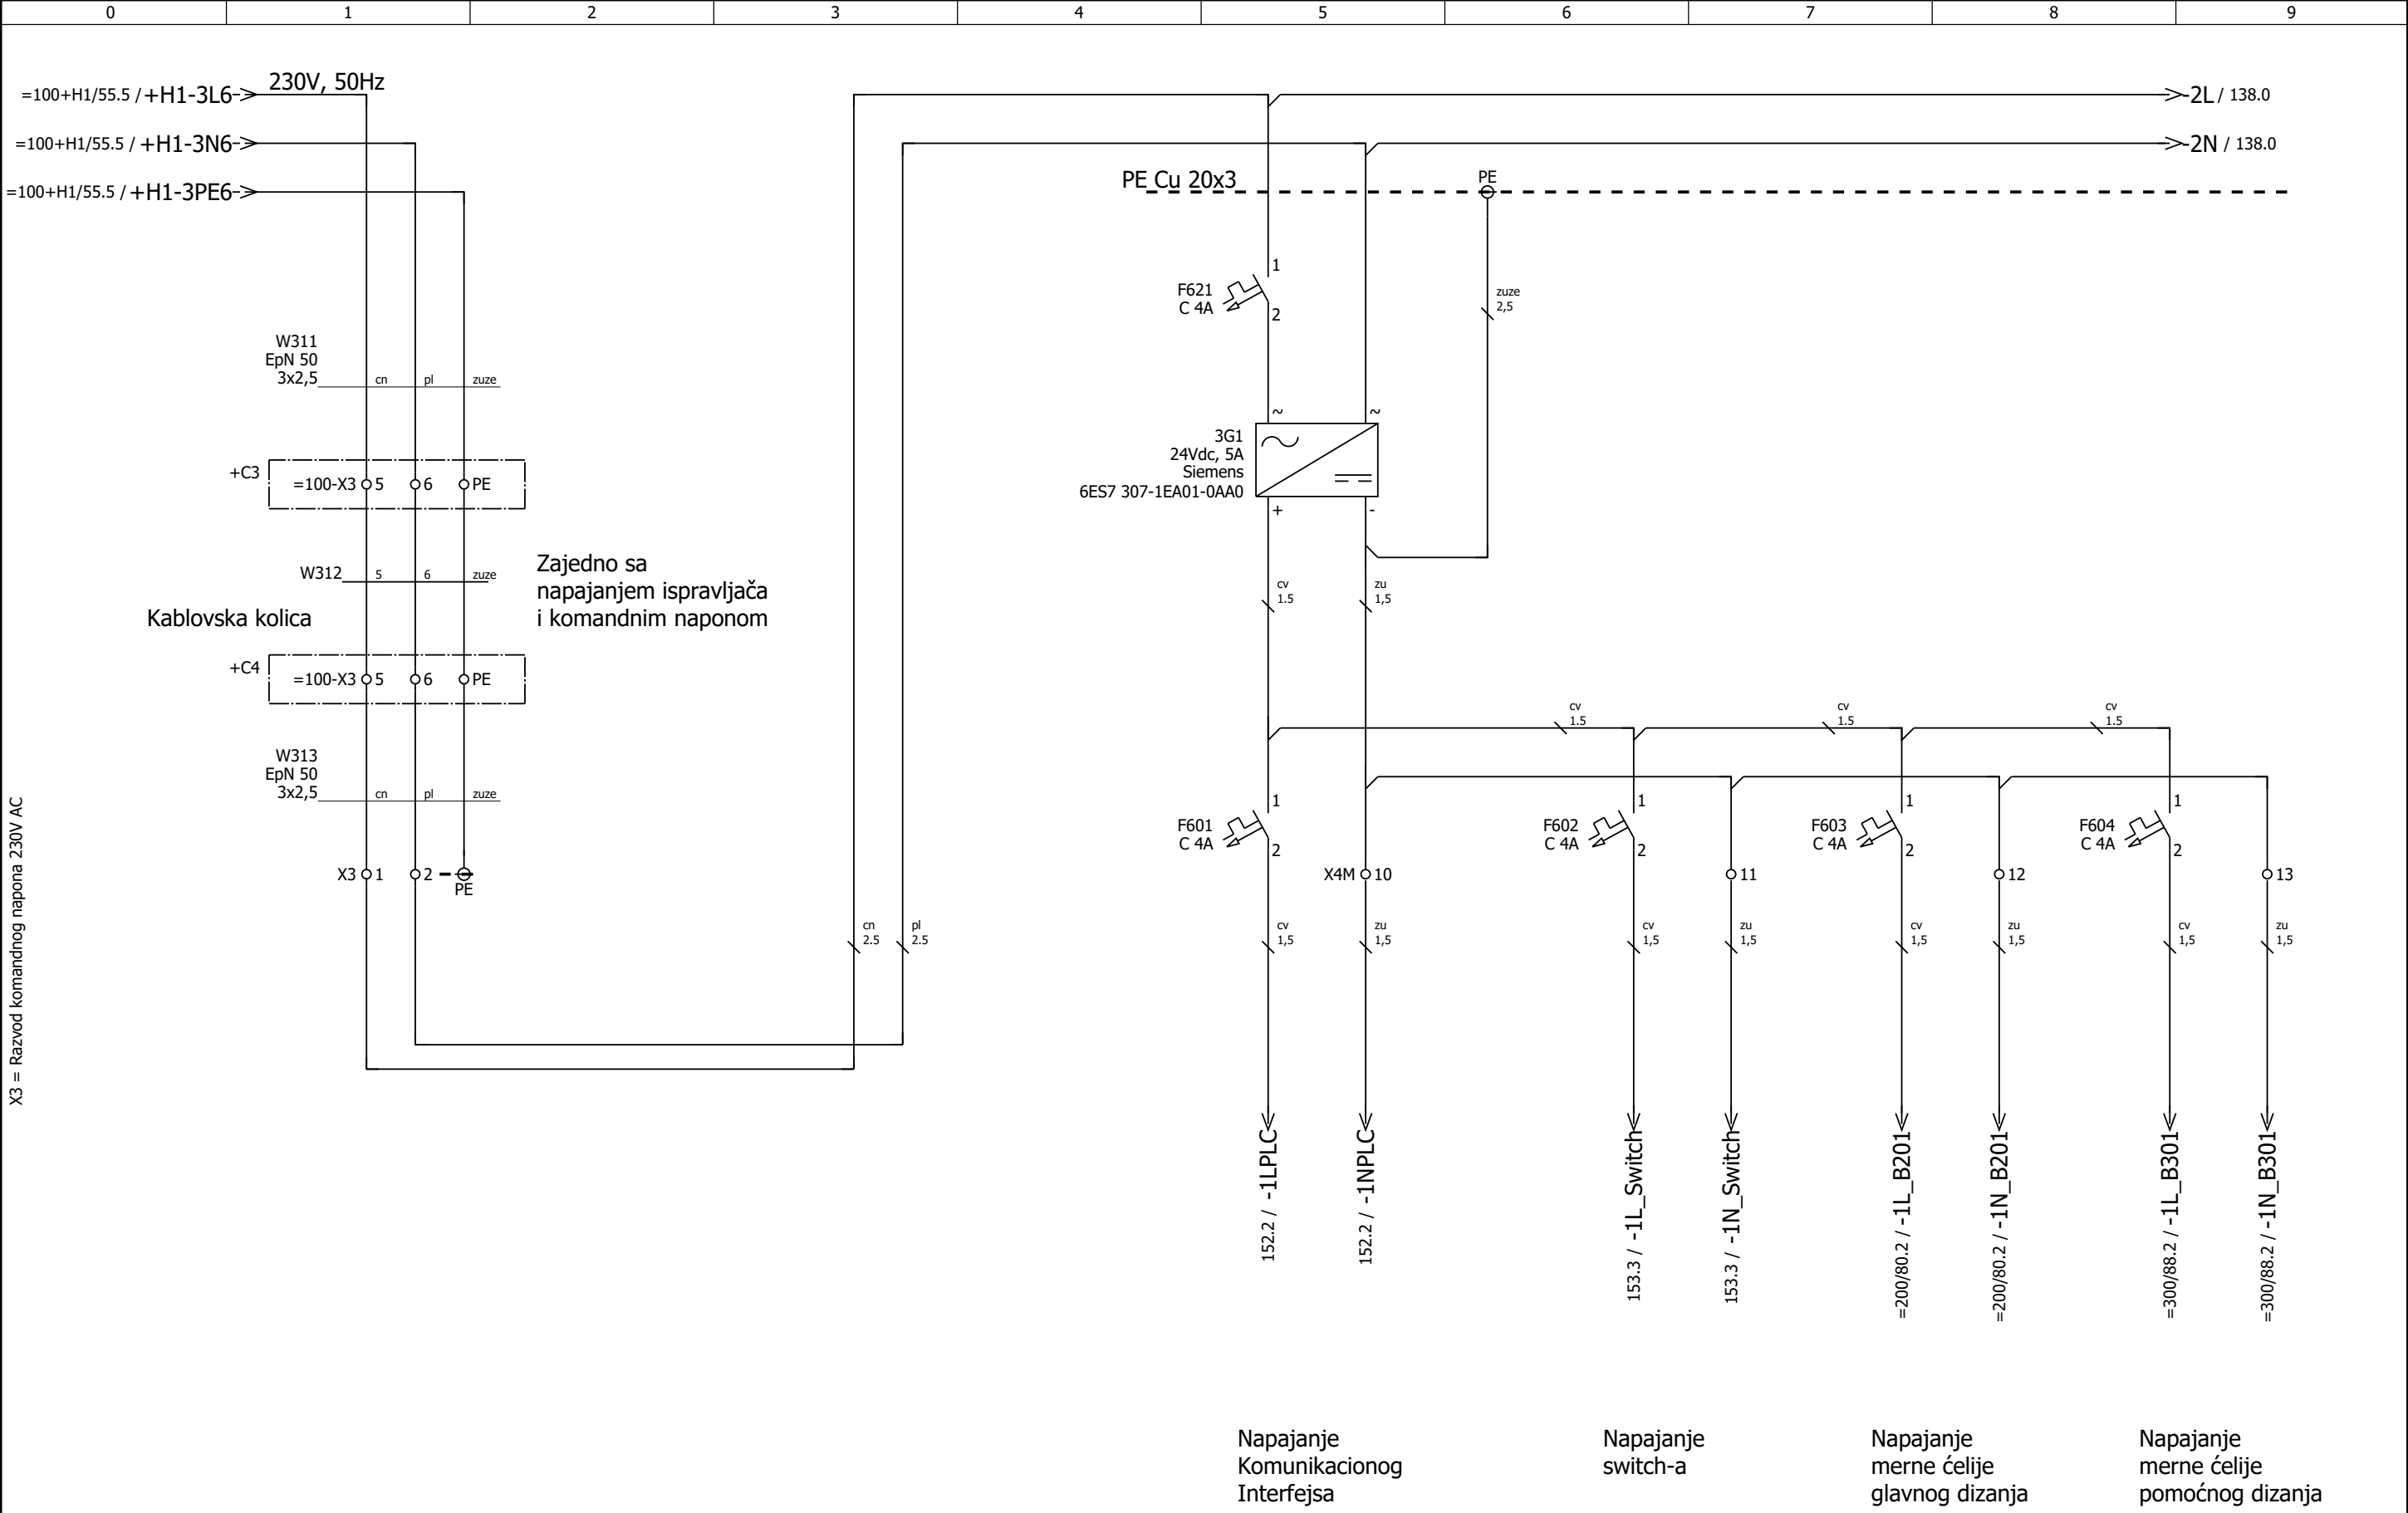 0 1 2 3 4 5 6 7 8 9
230V, 50Hz
=100+H1/55.5 / +H1-3L6
=100+H1/55.5 / +H1-3N6
=100+H1/55.5 / +H1-3PE6
-2L / 138.0
-2N / 138.0
PE Cu 20x3
PE
1
F621
C 4A
2
zuze
2,5
W311
EpN 50
3x2,5
cn pl zuze
~ ~
3G1
24Vdc, 5A
Siemens
6ES7 307-1EA01-0AA0
+ -
+C3
=100-X3 5 6 PE
W312 5 6 zuze
Kablovska kolica
Zajedno sa
napajanjem ispravljača
i komandnim naponom
cv
1.5
zu
1,5
+C4
=100-X3 5 6 PE
cv
1.5
cv
1.5
cv
1.5
W313
EpN 50
3x2,5
cn pl zuze
1
F601
C 4A
2
1
F602
C 4A
2
1
F603
C 4A
2
1
F604
C 4A
2
X3 1 2
PE
X4M 10
11
12
13
cn
2.5
pl
2.5
cv
1,5
zu
1,5
cv
1,5
zu
1,5
cv
1,5
zu
1,5
cv
1,5
zu
1,5
X3 = Razvod komandnog napona 230V AC
152.2 / -1LPLC
152.2 / -1NPLC
153.3 / -1L_Switch
153.3 / -1N_Switch
=200/80.2 / -1L_B201
=200/80.2 / -1N_B201
=300/88.2 / -1L_B301
=300/88.2 / -1N_B301
Napajanje
Komunikacionog
Interfejsa
Napajanje
switch-a
Napajanje
merne ćelije
glavnog dizanja
Napajanje
merne ćelije
pomoćnog dizanja